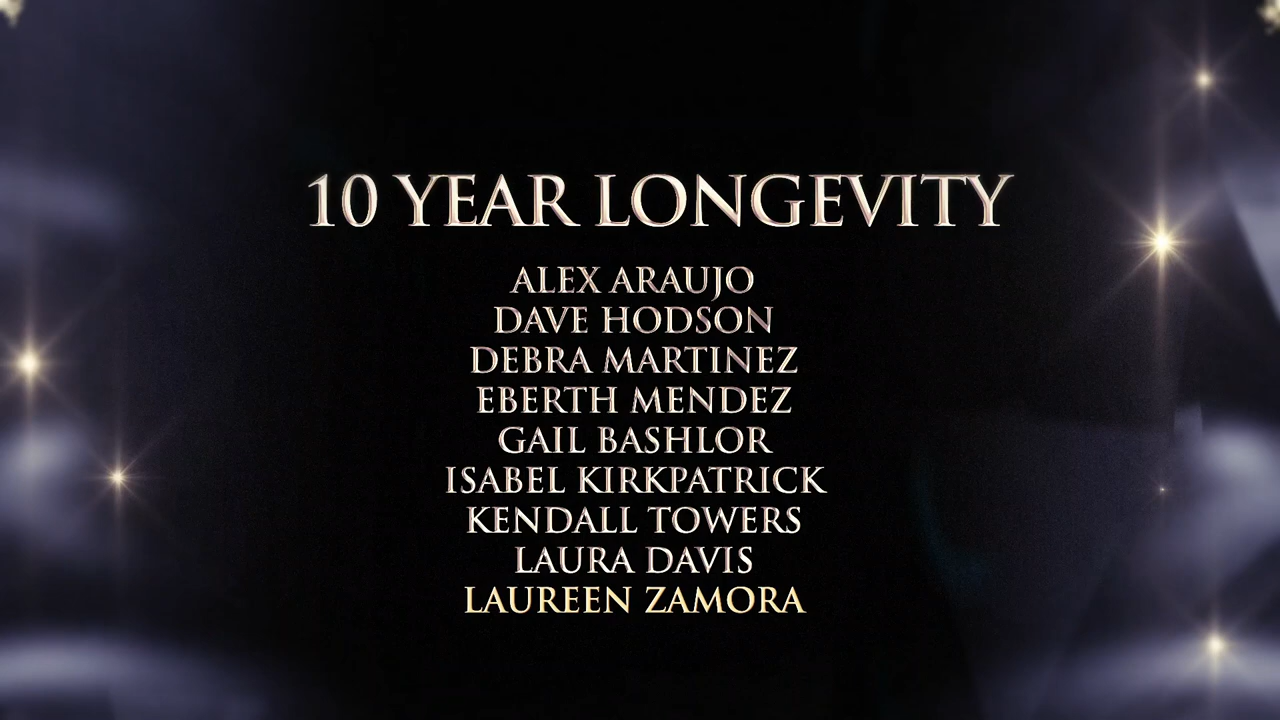 10 YEAR LONGEVITY
ALEX ARAUJO
DAVE HODSON
DEBRA MARTINEZ
EBERTH MENDEZ
GAIL BASHLOR
ISABEL KIRKPATRICK
KENDALL TOWERS
LAURA DAVIS
LAUREEN ZAMORA